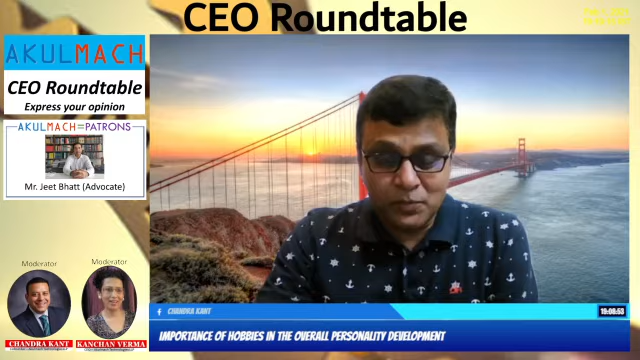 CEO Roundtable
AKULMACH
CEO Roundtable
Express your opinion
AKULMACH=PATRONS
Mr. Jeet Bhatt (Advocate)
Moderator
Moderator
CHANDRA KANT
KANCHAN VERMA
CHANDRA KANT
19:08:53
IMPORTANCE OF HOBBIES IN THE OVERALL PERSONALITY DEVELOPMENT